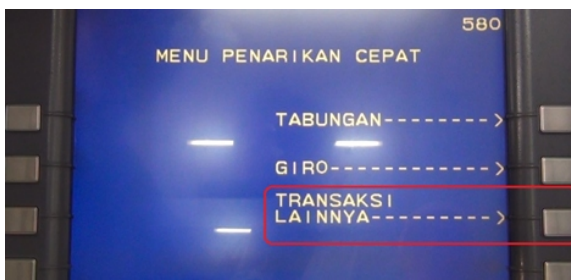 580
MENU PENARIKAN CEPAT
TABUNGAN-------->
GIRO------------>
TRANSAKSI
LAINNYA--------->